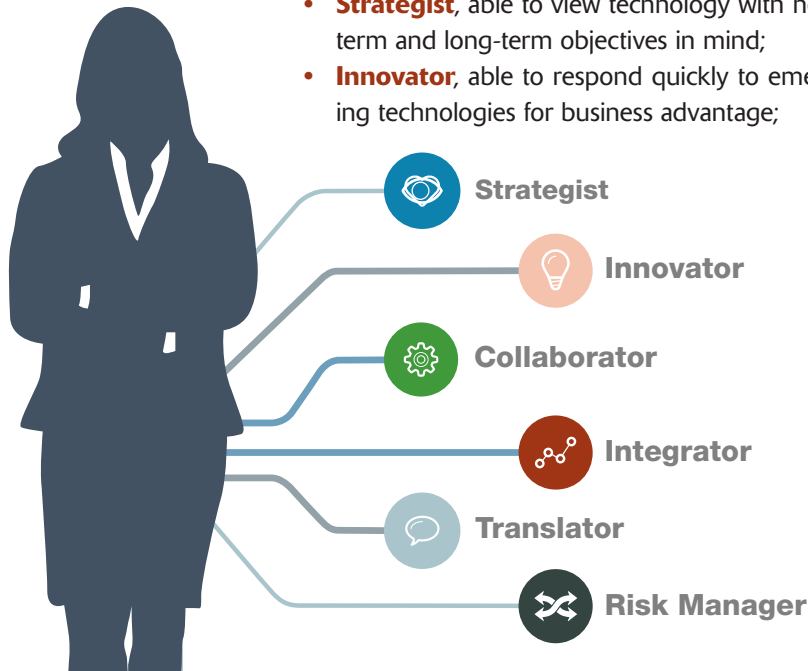 • Strategist, able to view technology with
term and long-term objectives in mind;
• Innovator, able to respond quickly to
ing technologies for business advantage;
Strategist
Innovator
Collaborator
Integrator
Translator
Risk Manager